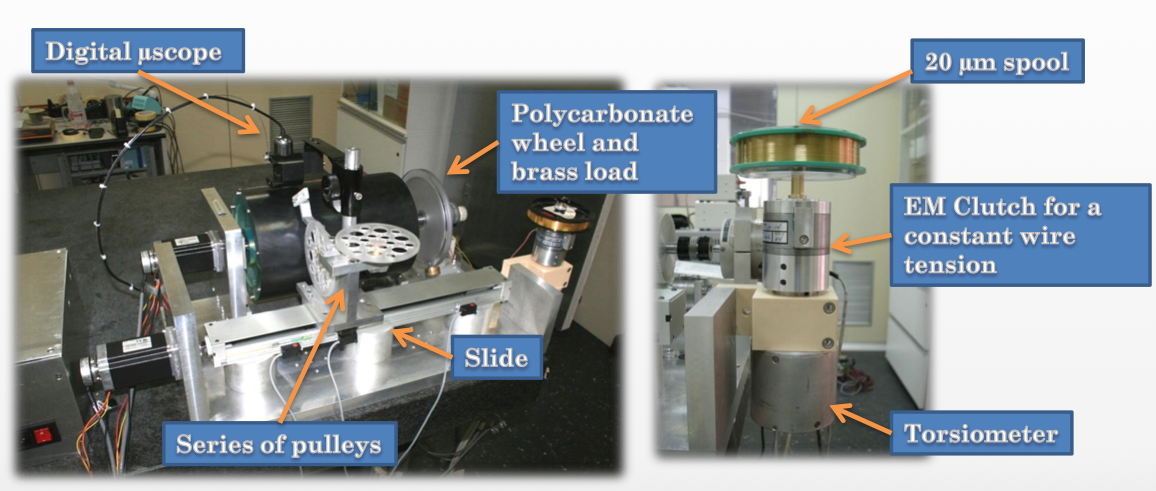 Digital µscope
20 µm spool
Polycarbonate
wheel and
brass load
EM Clutch for a
constant wire
tension
Slide
Series of pulleys
Torsiometer